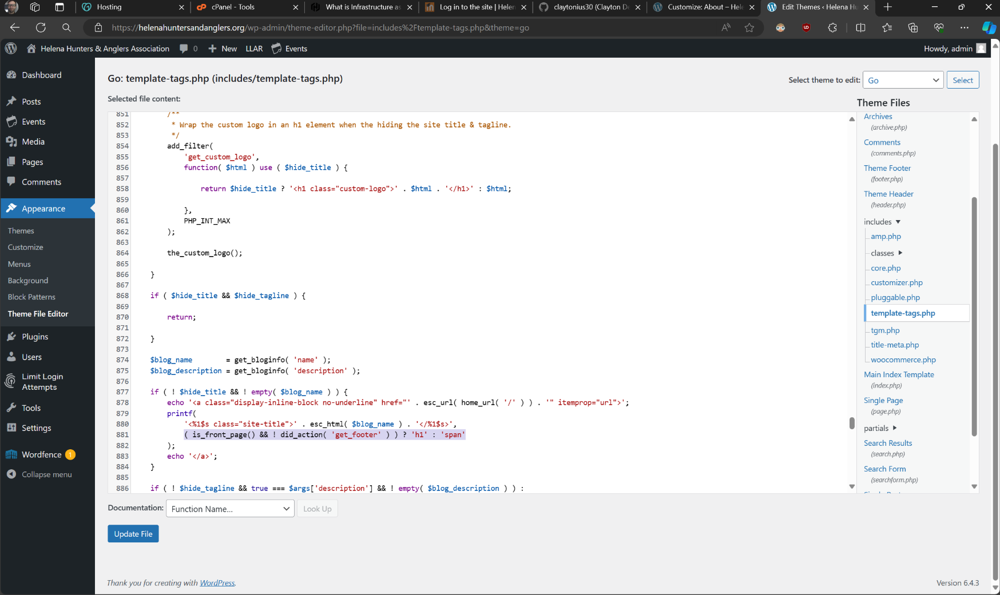 Hosting
cPanel - Tools
What is Infrastructure as
Log in to the site | Helen
claytonius30 (Clayton De
Customize: About – Hele
Edit Themes ‹ Helena Hu
https://helenahuntersandanglers.org/wp-admin/theme-editor.php?file=includes%2Ftemplate-tags.php&theme=go
Helena Hunters & Anglers Association
0
New
LLAR
Events
Howdy, admin
Dashboard
Posts
Events
Media
Pages
Comments
Appearance
Themes
Customize
Menus
Background
Block Patterns
Theme File Editor
Plugins
Users
Limit Login
Attempts
Tools
Settings
Wordfence 1
Collapse menu
Go: template-tags.php (includes/template-tags.php)
Select theme to edit: Go Select
Selected file content:
851 /**
852 * Wrap the custom logo in an h1 element when the hiding the site title & tagline.
853 */
854 add_filter(
855 'get_custom_logo',
856 function( $html ) use ( $hide_title ) {
857
858 return $hide_title ? '<h1 class="custom-logo">' . $html . '</h1>' : $html;
859
860 },
861 PHP_INT_MAX
862 );
863
864 the_custom_logo();
865
866 }
867
868 if ( $hide_title && $hide_tagline ) {
869
870 return;
871
872 }
873
874 $blog_name        = get_bloginfo( 'name' );
875 $blog_description = get_bloginfo( 'description' );
876
877 if ( ! $hide_title && ! empty( $blog_name ) ) {
878 echo '<a class="display-inline-block no-underline" href="' . esc_url( home_url( '/' ) ) . '" itemprop="url">';
879 printf(
880 '<%1$s class="site-title">' . esc_html( $blog_name ) . '</%1$s>',
881 ( is_front_page() && ! did_action( 'get_footer' ) ) ? 'h1' : 'span'
882 );
883 echo '</a>';
884 }
885
886 if ( ! $hide_tagline && true === $args['description'] && ! empty( $blog_description ) ) :
Theme Files
Archives
(archive.php)
Comments
(comments.php)
Theme Footer
(footer.php)
Theme Header
(header.php)
includes
amp.php
classes
core.php
customizer.php
pluggable.php
template-tags.php
tgm.php
title-meta.php
woocommerce.php
Main Index Template
(index.php)
Single Page
(page.php)
partials
Search Results
(search.php)
Search Form
(searchform.php)
Documentation: Function Name... Look Up
Update File
Thank you for creating with WordPress.
Version 6.4.3